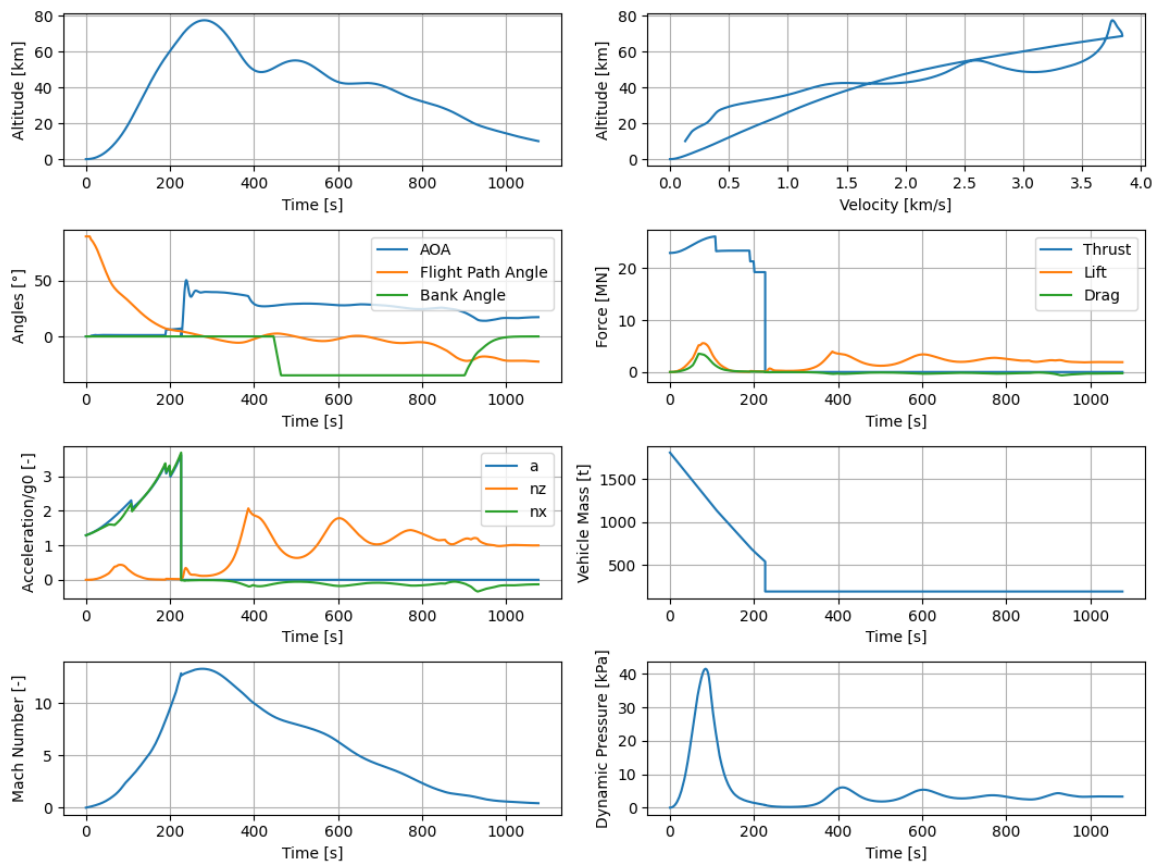 Altitude [km]
80
60
40
20
0
0 200 400 600 800 1000
Time [s]
Altitude [km]
80
60
40
20
0
0.0 0.5 1.0 1.5 2.0 2.5 3.0 3.5 4.0
Velocity [km/s]
Angles [°]
50
0
AOA
Flight Path Angle
Bank Angle
0 200 400 600 800 1000
Time [s]
Force [MN]
20
10
0
Thrust
Lift
Drag
0 200 400 600 800 1000
Time [s]
Acceleration/g0 [-]
3
2
1
0
a
nz
nx
0 200 400 600 800 1000
Time [s]
Vehicle Mass [t]
1500
1000
500
0 200 400 600 800 1000
Time [s]
Mach Number [-]
10
5
0
0 200 400 600 800 1000
Time [s]
Dynamic Pressure [kPa]
40
30
20
10
0
0 200 400 600 800 1000
Time [s]